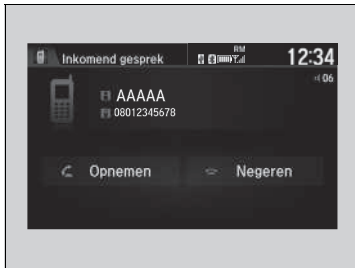 Inkomend gesprek RM 12:34
06
AAAAA
08012345678
Opnemen Negeren